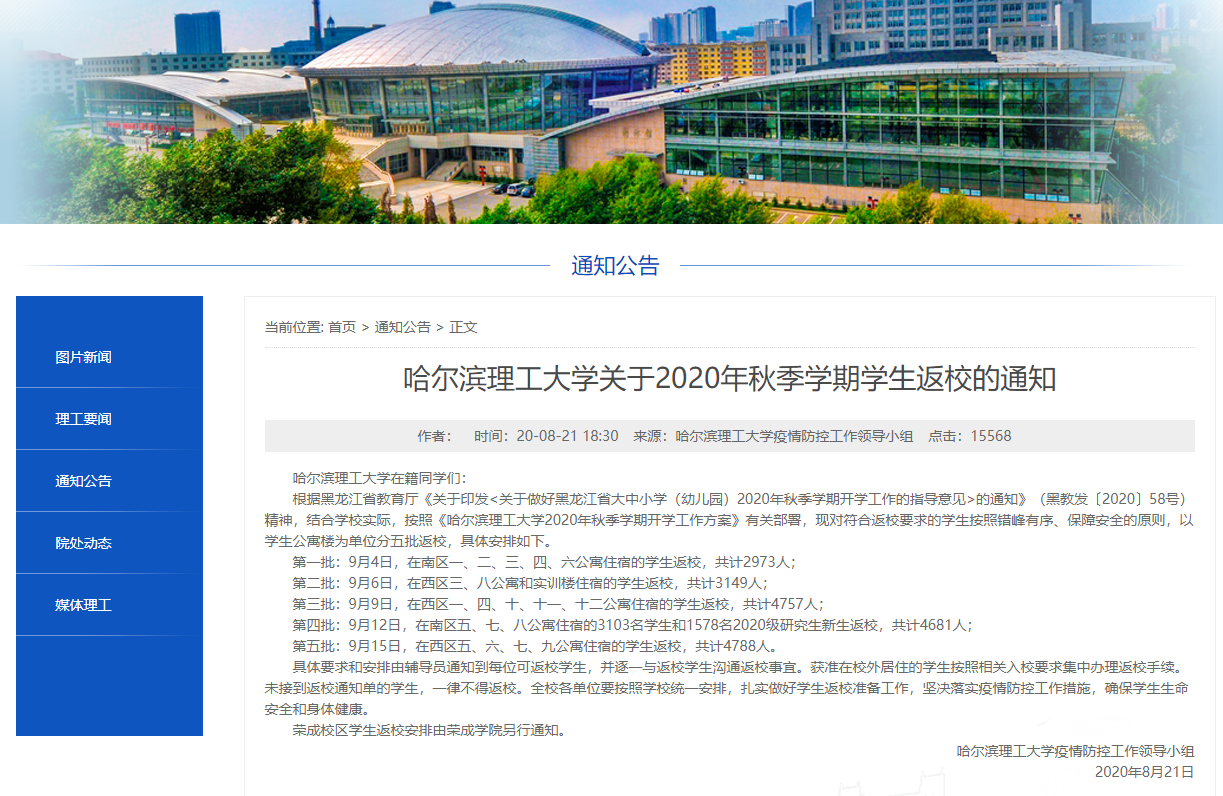 通知公告
图片新闻
理工要闻
通知公告
院处动态
媒体理工
当前位置: 首页 > 通知公告 > 正文
哈尔滨理工大学关于2020年秋季学期学生返校的通知
作者： 时间：20-08-21 18:30 来源：哈尔滨理工大学疫情防控工作领导小组 点击：15568
哈尔滨理工大学在籍同学们：
根据黑龙江省教育厅《关于印发<关于做好黑龙江省大中小学（幼儿园）2020年秋季学期开学工作的指导意见>的通知》（黑教发〔2020〕58号）
精神，结合学校实际，按照《哈尔滨理工大学2020年秋季学期开学工作方案》有关部署，现对符合返校要求的学生按照错峰有序、保障安全的原则，以
学生公寓楼为单位分五批返校，具体安排如下。
第一批：9月4日，在南区一、二、三、四、六公寓住宿的学生返校，共计2973人；
第二批：9月6日，在西区三、八公寓和实训楼住宿的学生返校，共计3149人；
第三批：9月9日，在西区一、四、十、十一、十二公寓住宿的学生返校，共计4757人；
第四批：9月12日，在南区五、七、八公寓住宿的3103名学生和1578名2020级研究生新生返校，共计4681人；
第五批：9月15日，在西区五、六、七、九公寓住宿的学生返校，共计4788人。
具体要求和安排由辅导员通知到每位可返校学生，并逐一与返校学生沟通返校事宜。获准在校外居住的学生按照相关入校要求集中办理返校手续。
未接到返校通知单的学生，一律不得返校。全校各单位要按照学校统一安排，扎实做好学生返校准备工作，坚决落实疫情防控工作措施，确保学生生命
安全和身体健康。
荣成校区学生返校安排由荣成学院另行通知。
哈尔滨理工大学疫情防控工作领导小组
2020年8月21日